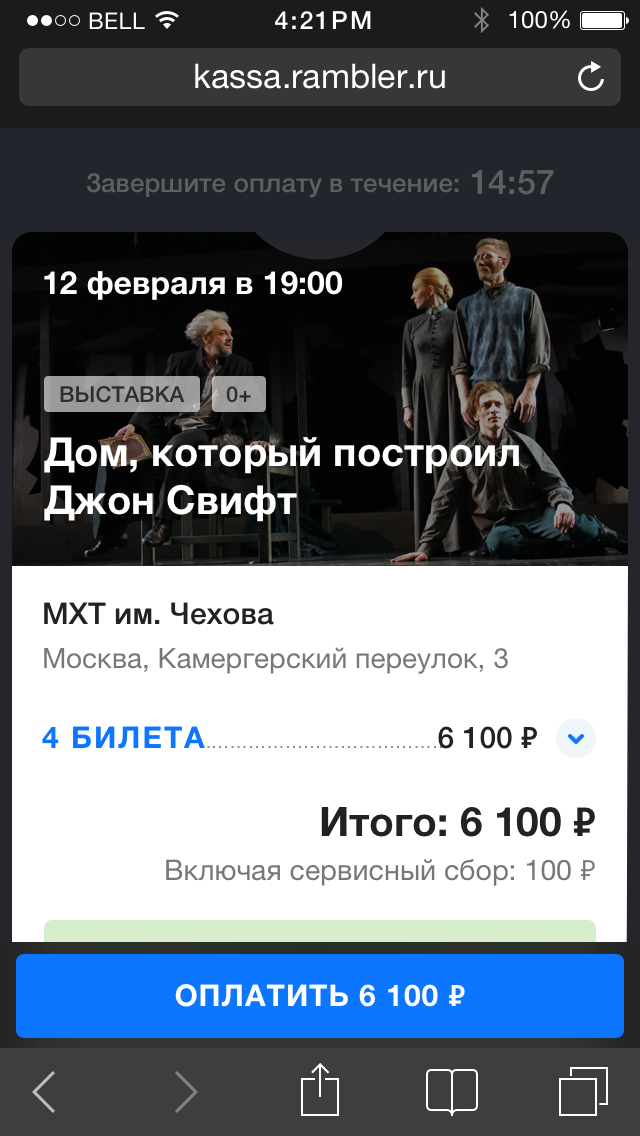 BELL 4:21PM 100%
kassa.rambler.ru
Завершите оплату в течение: 14:57
12 февраля в 19:00
ВЫСТАВКА 0+
Дом, который построил
Джон Свифт
МХТ им. Чехова
Москва, Камергерский переулок, 3
4 БИЛЕТА 6 100 ₽
Итого: 6 100 ₽
Включая сервисный сбор: 100 ₽
ОПЛАТИТЬ 6 100 ₽